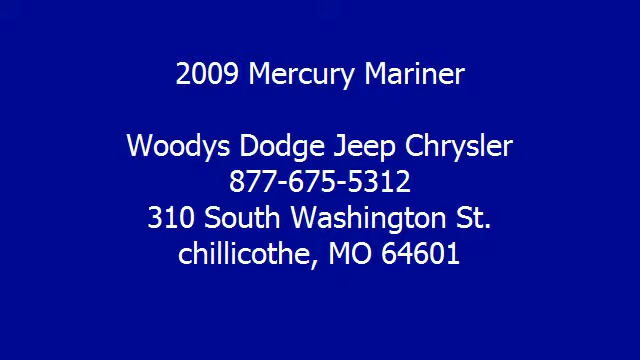 2009 Mercury Mariner
Woodys Dodge Jeep Chrysler
877-675-5312
310 South Washington St.
chillicothe, MO 64601